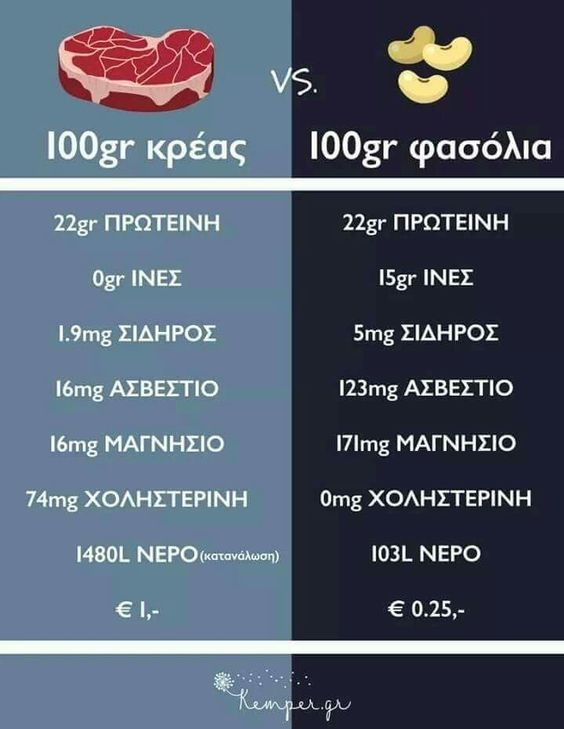 VS.
100gr κρέας
100gr φασόλια
22gr ΠΡΩΤΕΙΝΗ
22gr ΠΡΩΤΕΙΝΗ
0gr ΙΝΕΣ
15gr ΙΝΕΣ
1.9mg ΣΙΔΗΡΟΣ
5mg ΣΙΔΗΡΟΣ
16mg ΑΣΒΕΣΤΙΟ
123mg ΑΣΒΕΣΤΙΟ
16mg ΜΑΓΝΗΣΙΟ
171mg ΜΑΓΝΗΣΙΟ
74mg ΧΟΛΗΣΤΕΡΙΝΗ
0mg ΧΟΛΗΣΤΕΡΙΝΗ
1480L ΝΕΡΟ (κατανάλωση)
103L ΝΕΡΟ
€ 1,-
€ 0.25,-
Kemper.gr